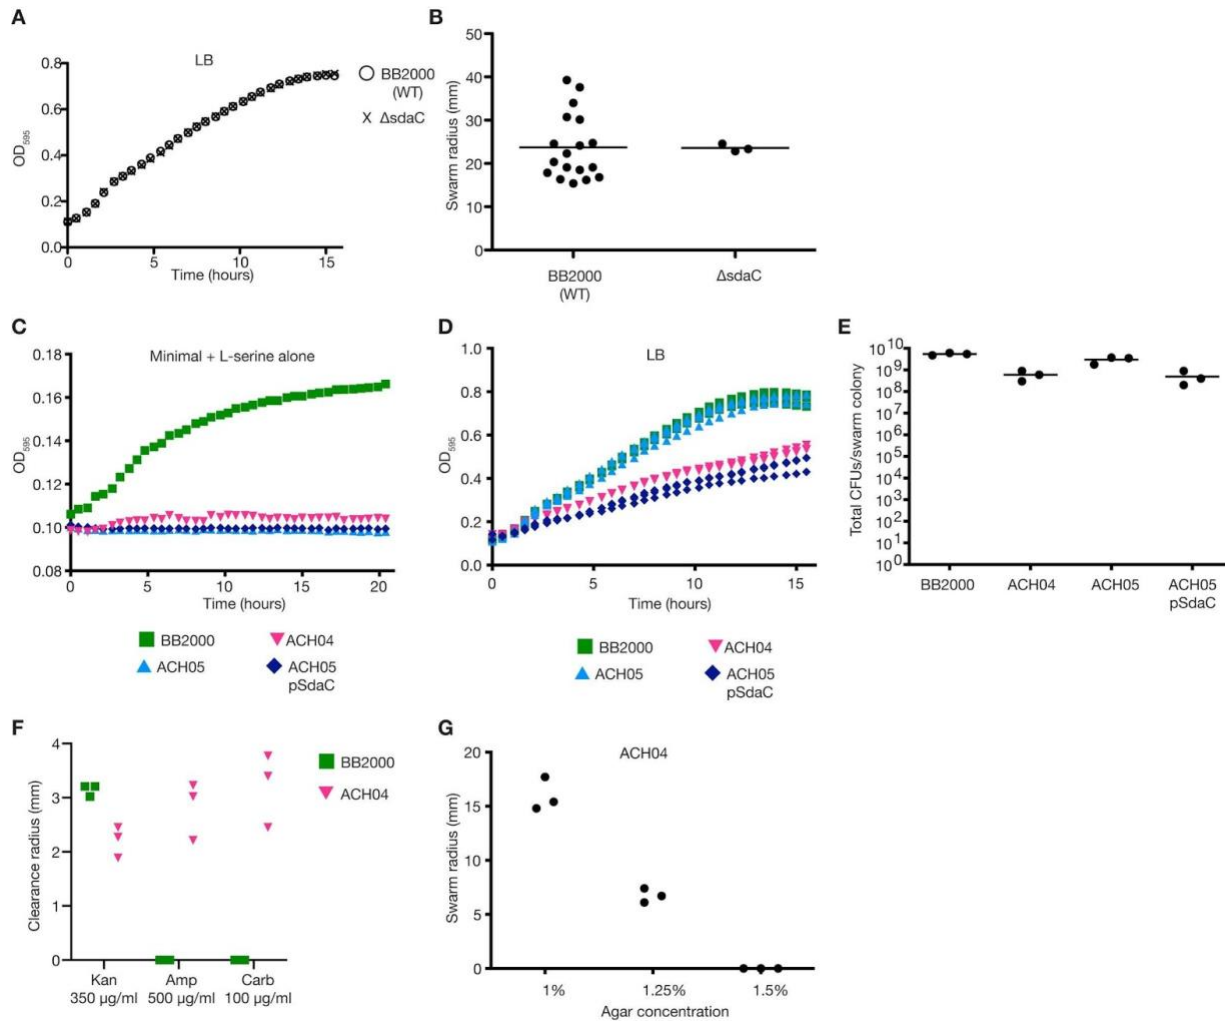 A
LB
OD595
0.8
0.6
0.4
0.2
0.0
0 5 10 15
Time (hours)
BB2000
(WT)
X ΔsdaC
B
Swarm radius (mm)
50
40
30
20
10
0
BB2000
(WT)
ΔsdaC
C
Minimal + L-serine alone
OD595
0.18
0.16
0.14
0.12
0.10
0.08
0 5 10 15 20
Time (hours)
BB2000
ACH04
ACH05
ACH05
pSdaC
D
LB
OD595
1.0
0.8
0.6
0.4
0.2
0.0
0 5 10 15
Time (hours)
BB2000
ACH04
ACH05
ACH05
pSdaC
E
Total CFUs/swarm colony
10^10
10^9
10^8
10^7
10^6
10^5
10^4
10^3
10^2
10^1
10^0
BB2000 ACH04 ACH05 ACH05
pSdaC
F
Clearance radius (mm)
4
3
2
1
0
Kan Amp Carb
350 µg/ml 500 µg/ml 100 µg/ml
BB2000
ACH04
G
ACH04
Swarm radius (mm)
20
15
10
5
0
1% 1.25% 1.5%
Agar concentration